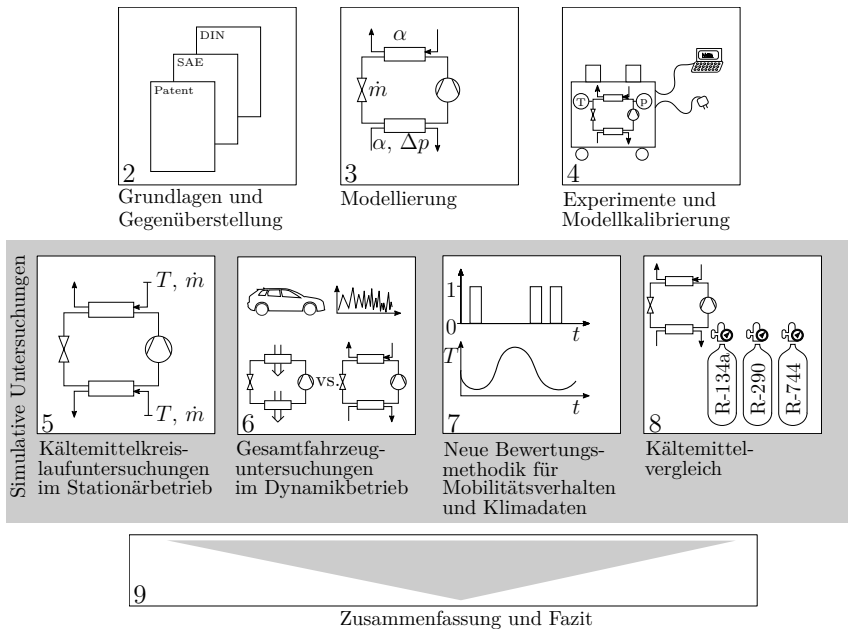 DIN
SAE
Patent
2
Grundlagen und
Gegenüberstellung
α
ṁ
α, Δp
3
Modellierung
T
P
4
Experimente und
Modellkalibrierung
Simulative Untersuchungen
T, ṁ
T, ṁ
5
Kältemittelkreis-
laufuntersuchungen
im Stationärbetrieb
vs.
6
Gesamtfahrzeug-
untersuchungen
im Dynamikbetrieb
1
0
t
T
t
7
Neue Bewertungs-
methodik für
Mobilitätsverhalten
und Klimadaten
R-134a
R-290
R-744
8
Kältemittel-
vergleich
9
Zusammenfassung und Fazit